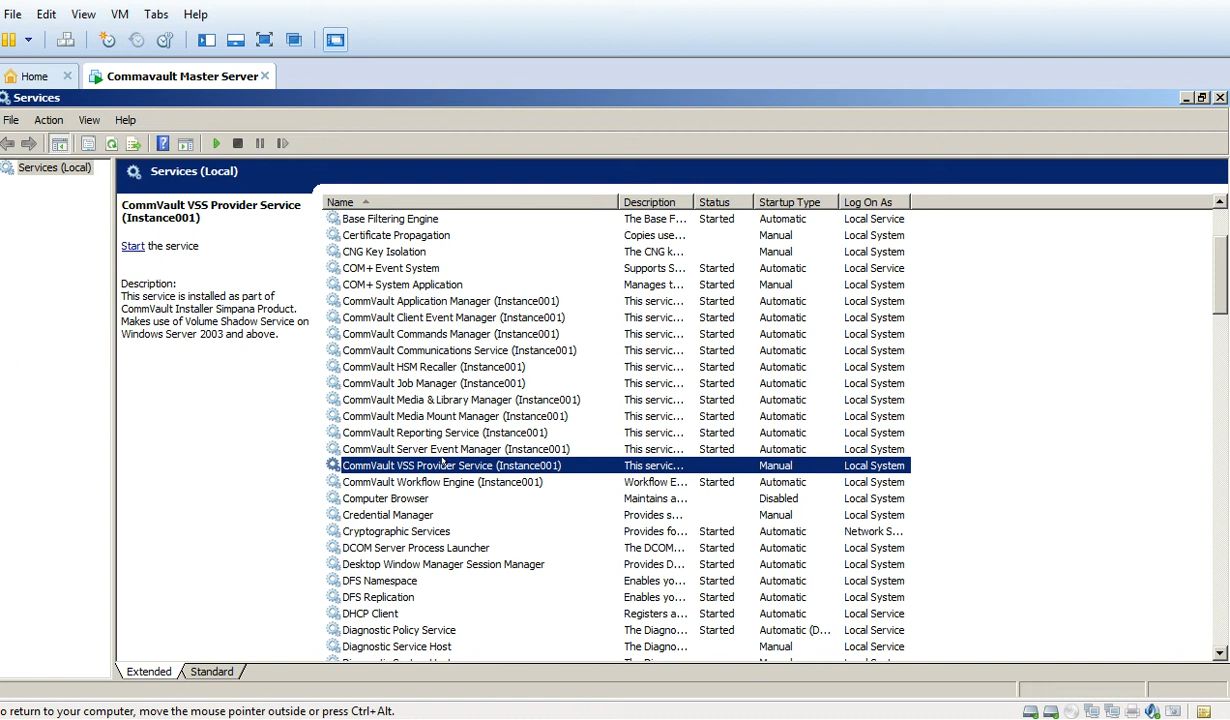 File Edit View VM Tabs Help
Home Commavault Master Server
Services
File Action View Help
Services (Local)
Services (Local)
CommVault VSS Provider Service
(Instance001)
Start the service
Description:
This service is installed as part of
CommVault Installer Simpana Product.
Makes use of Volume Shadow Service on
Windows Server 2003 and above.
Name Description Status Startup Type Log On As
Base Filtering Engine The Base F... Started Automatic Local Service
Certificate Propagation Copies use... Manual Local System
CNG Key Isolation The CNG k... Manual Local System
COM+ Event System Supports S... Started Automatic Local Service
COM+ System Application Manages t... Started Manual Local System
CommVault Application Manager (Instance001) This servic... Started Automatic Local System
CommVault Client Event Manager (Instance001) This servic... Started Automatic Local System
CommVault Commands Manager (Instance001) This servic... Started Automatic Local System
CommVault Communications Service (Instance001) This servic... Started Automatic Local System
CommVault HSM Recaller (Instance001) This servic... Started Automatic Local System
CommVault Job Manager (Instance001) This servic... Started Automatic Local System
CommVault Media & Library Manager (Instance001) This servic... Started Automatic Local System
CommVault Media Mount Manager (Instance001) This servic... Started Automatic Local System
CommVault Reporting Service (Instance001) This servic... Started Automatic Local System
CommVault Server Event Manager (Instance001) This servic... Started Automatic Local System
CommVault VSS Provider Service (Instance001) This servic... Manual Local System
CommVault Workflow Engine (Instance001) Workflow E... Started Automatic Local System
Computer Browser Maintains a... Disabled Local System
Credential Manager Provides s... Manual Local System
Cryptographic Services Provides fo... Started Automatic Network S...
DCOM Server Process Launcher The DCOM... Started Automatic Local System
Desktop Window Manager Session Manager Provides D... Started Automatic Local System
DFS Namespace Enables yo... Started Automatic Local System
DFS Replication Enables yo... Started Automatic Local System
DHCP Client Registers a... Started Automatic Local Service
Diagnostic Policy Service The Diagno... Started Automatic (D... Local Service
Diagnostic Service Host The Diagno... Manual Local Service
Extended Standard
o return to your computer, move the mouse pointer outside or press Ctrl+Alt.